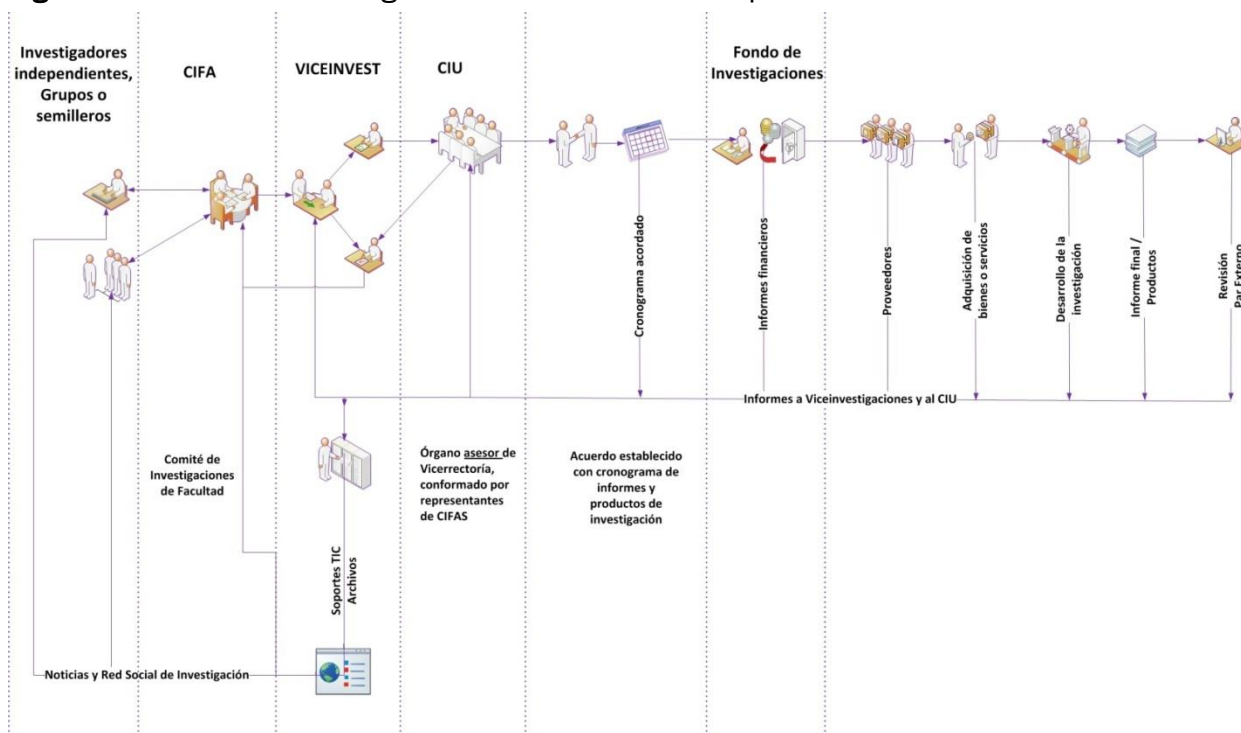 Investigadores
independientes,
Grupos o
semilleros
CIFA
VICEINVEST
CIU
Fondo de
Investigaciones
Cronograma acordado
Informes financieros
Proveedores
Adquisición de
bienes o servicios
Desarrollo de la
investigación
Informe final /
Productos
Revisión
Par Externo
Informes a Viceinvestigaciones y al CIU
Comité de
Investigaciones
de Facultad
Órgano asesor de
Vicerrectoría,
conformado por
representantes
de CIFAS
Acuerdo establecido
con cronograma de
informes y
productos de
investigación
Soportes TIC
Archivos
Noticias y Red Social de Investigación